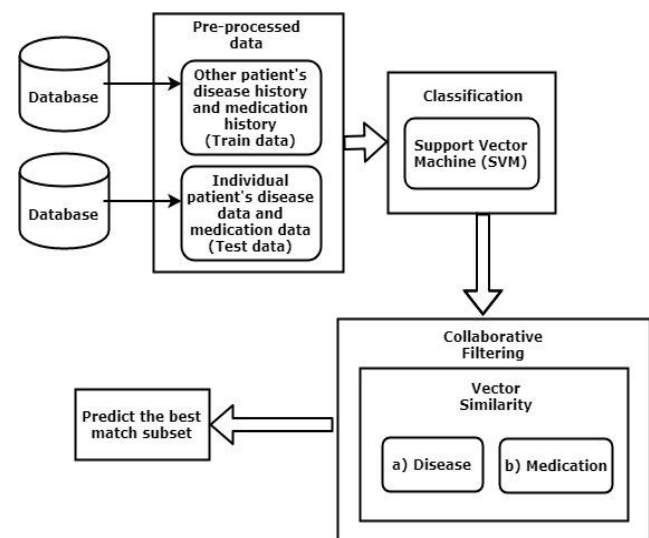 Pre-processed
data
Database
Other patient's
disease history
and medication
history
(Train data)
Database
Individual
patient's disease
data and
medication data
(Test data)
Classification
Support Vector
Machine (SVM)
Collaborative
Filtering
Vector
Similarity
a) Disease
b) Medication
Predict the best
match subset